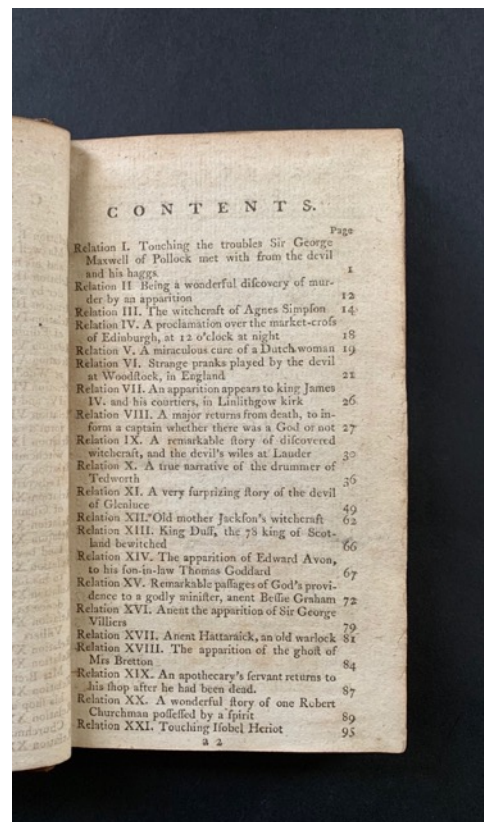 CONTENTS.
Page
Relation I. Touching the troubles Sir George
Maxwell of Pollock met with from the devil
and his haggs. 1
Relation II Being a wonderful diſcovery of mur-
der by an apparition 12
Relation III. The witchcraft of Agnes Simpſon 14
Relation IV. A proclamation over the market-croſs
of Edinburgh, at 12 o'clock at night 18
Relation V. A miraculous cure of a Dutch woman 19
Relation VI. Strange pranks played by the devil
at Woodſtock, in England 21
Relation VII. An apparition appears to king James
IV. and his courtiers, in Linlithgow kirk 26
Relation VIII. A major returns from death, to in-
form a captain whether there was a God or not 27
Relation IX. A remarkable ſtory of diſcovered
witchcraft, and the devil's wiles at Lauder 30
Relation X. A true narrative of the drummer of
Tedworth 36
Relation XI. A very ſurprizing ſtory of the devil
of Glenluce 49
Relation XII. Old mother Jackſon's witchcraft 62
Relation XIII. King Duff, the 78 king of Scot-
land bewitched 66
Relation XIV. The apparition of Edward Avon,
to his ſon-in-law Thomas Goddard 67
Relation XV. Remarkable paſſages of God's provi-
dence to a godly miniſter, anent Beſſie Graham 72
Relation XVI. Anent the apparition of Sir George
Villiers 79
Relation XVII. Anent Hattaraick, an old warlock 81
Relation XVIII. The apparition of the ghoſt of
Mrs Bretton 84
Relation XIX. An apothecary's ſervant returns to
his ſhop after he had been dead. 87
Relation XX. A wonderful ſtory of one Robert
Churchman poſſeſſed by a ſpirit 89
Relation XXI. Touching Iſobel Heriot 95
a 2